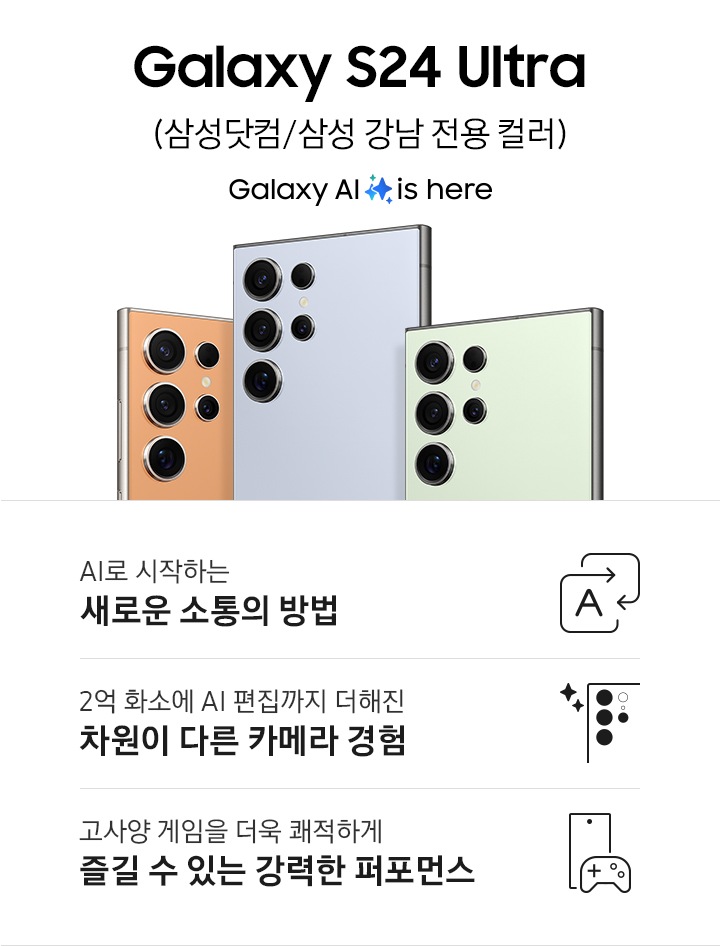 Galaxy S24 Ultra
(삼성닷컴/삼성 강남 전용 컬러)
Galaxy AI is here
AI로 시작하는
새로운 소통의 방법
A
2억 화소에 AI 편집까지 더해진
차원이 다른 카메라 경험
고사양 게임을 더욱 쾌적하게
즐길 수 있는 강력한 퍼포먼스